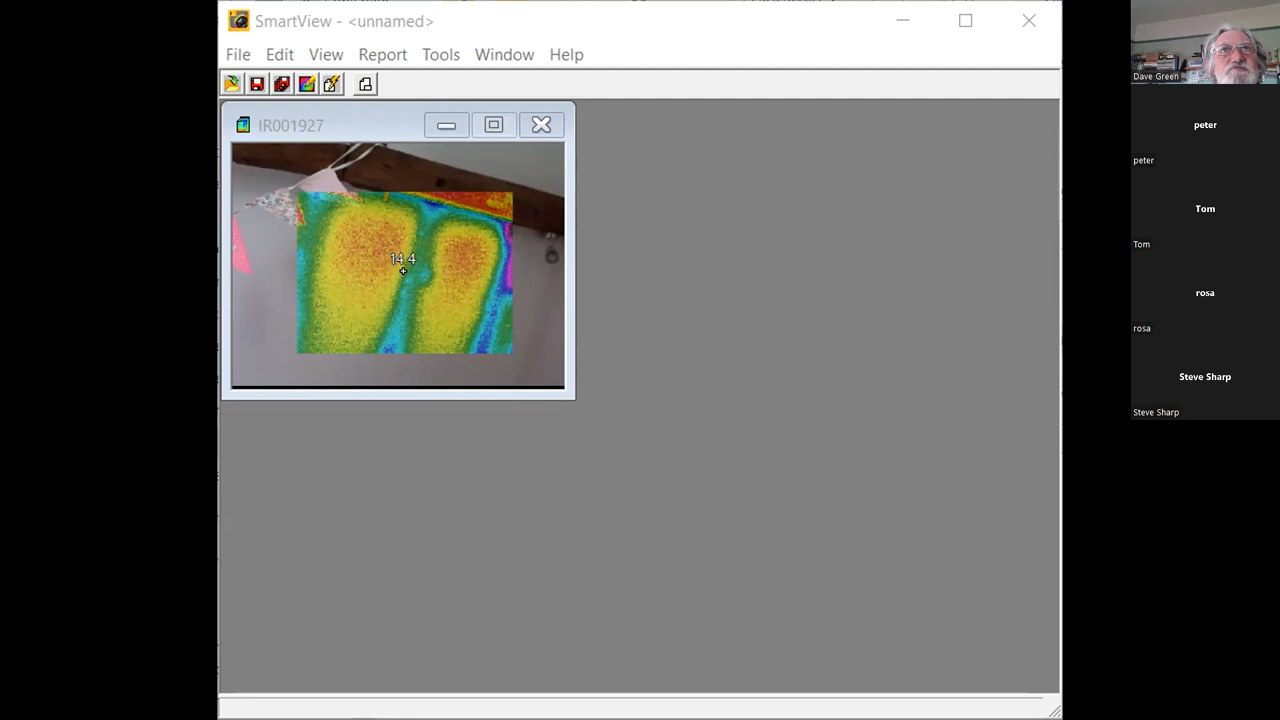 SmartView - <unnamed>
File Edit View Report Tools Window Help
IR001927
14.4
Dave Green
peter
peter
Tom
Tom
rosa
rosa
Steve Sharp
Steve Sharp